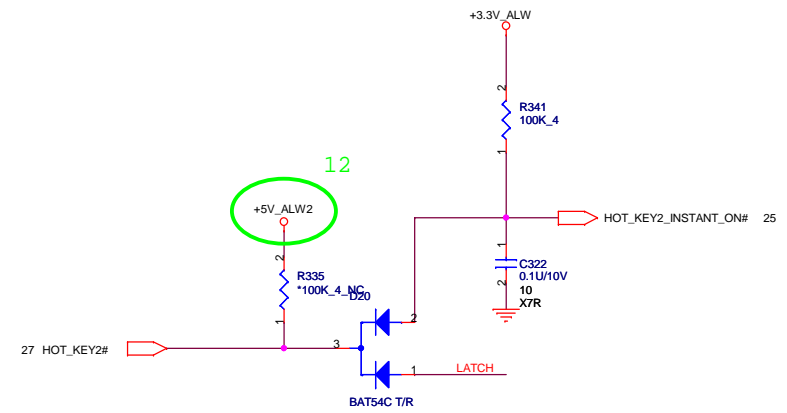 +3.3V_ALW
2
R341
100K_4
1
12
+5V_ALW2
HOT_KEY2_INSTANT_ON# 25
1
C322
0.1U/10V
2
10
X7R
2
R335
*100K_4_NC
D20
1
2
27 HOT_KEY2#
3
1
LATCH
BAT54C T/R